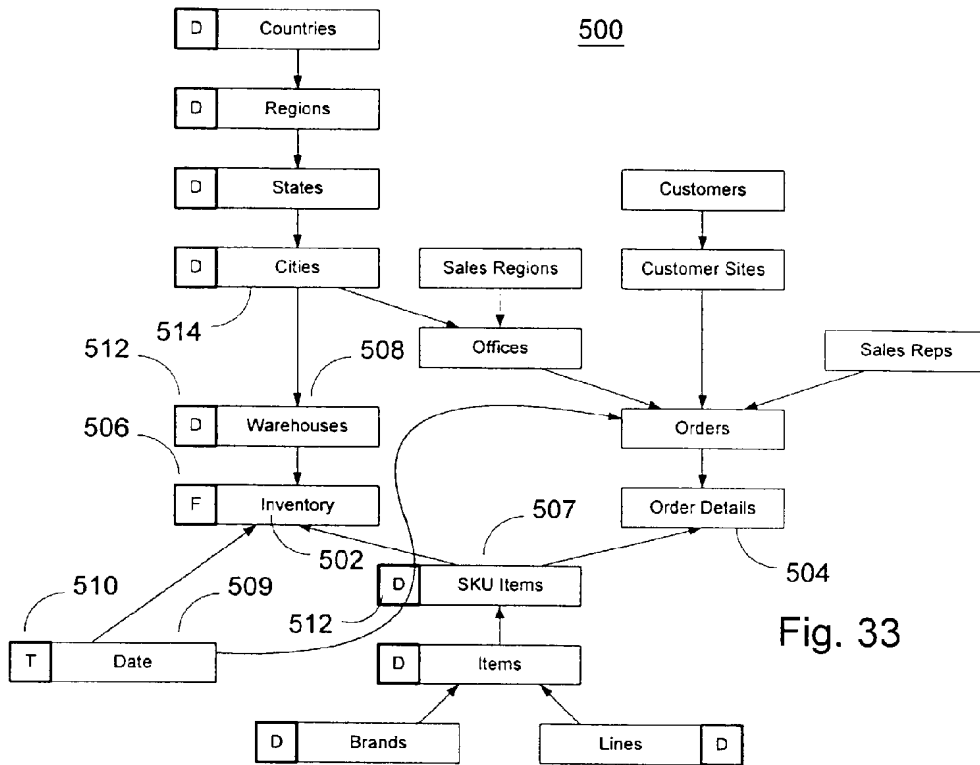 D Countries
500
D Regions
D States
Customers
D Cities
Sales Regions
Customer Sites
514
Offices
512
508
Sales Reps
D Warehouses
Orders
506
F Inventory
Order Details
507
502
504
510
509
D SKU Items
512
Fig. 33
T Date
D Items
D Brands
Lines D